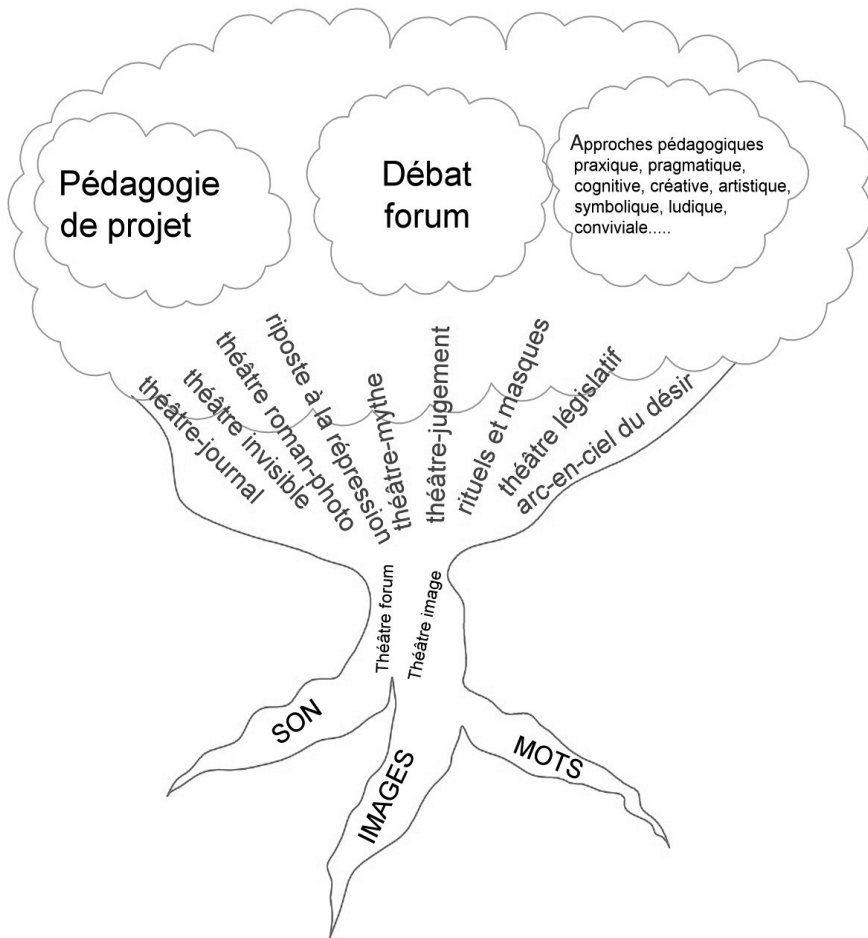 Pédagogie
de projet
Débat
forum
Approches pédagogiques
praxique, pragmatique,
cognitive, créative, artistique,
symbolique, ludique,
conviviale.....
théâtre-journal
théâtre invisible
théâtre roman-photo
riposte à la répression
théâtre-mythe
théâtre-jugement
rituels et masques
théâtre législatif
arc-en-ciel du désir
Théâtre forum
Théâtre image
SON
IMAGES
MOTS